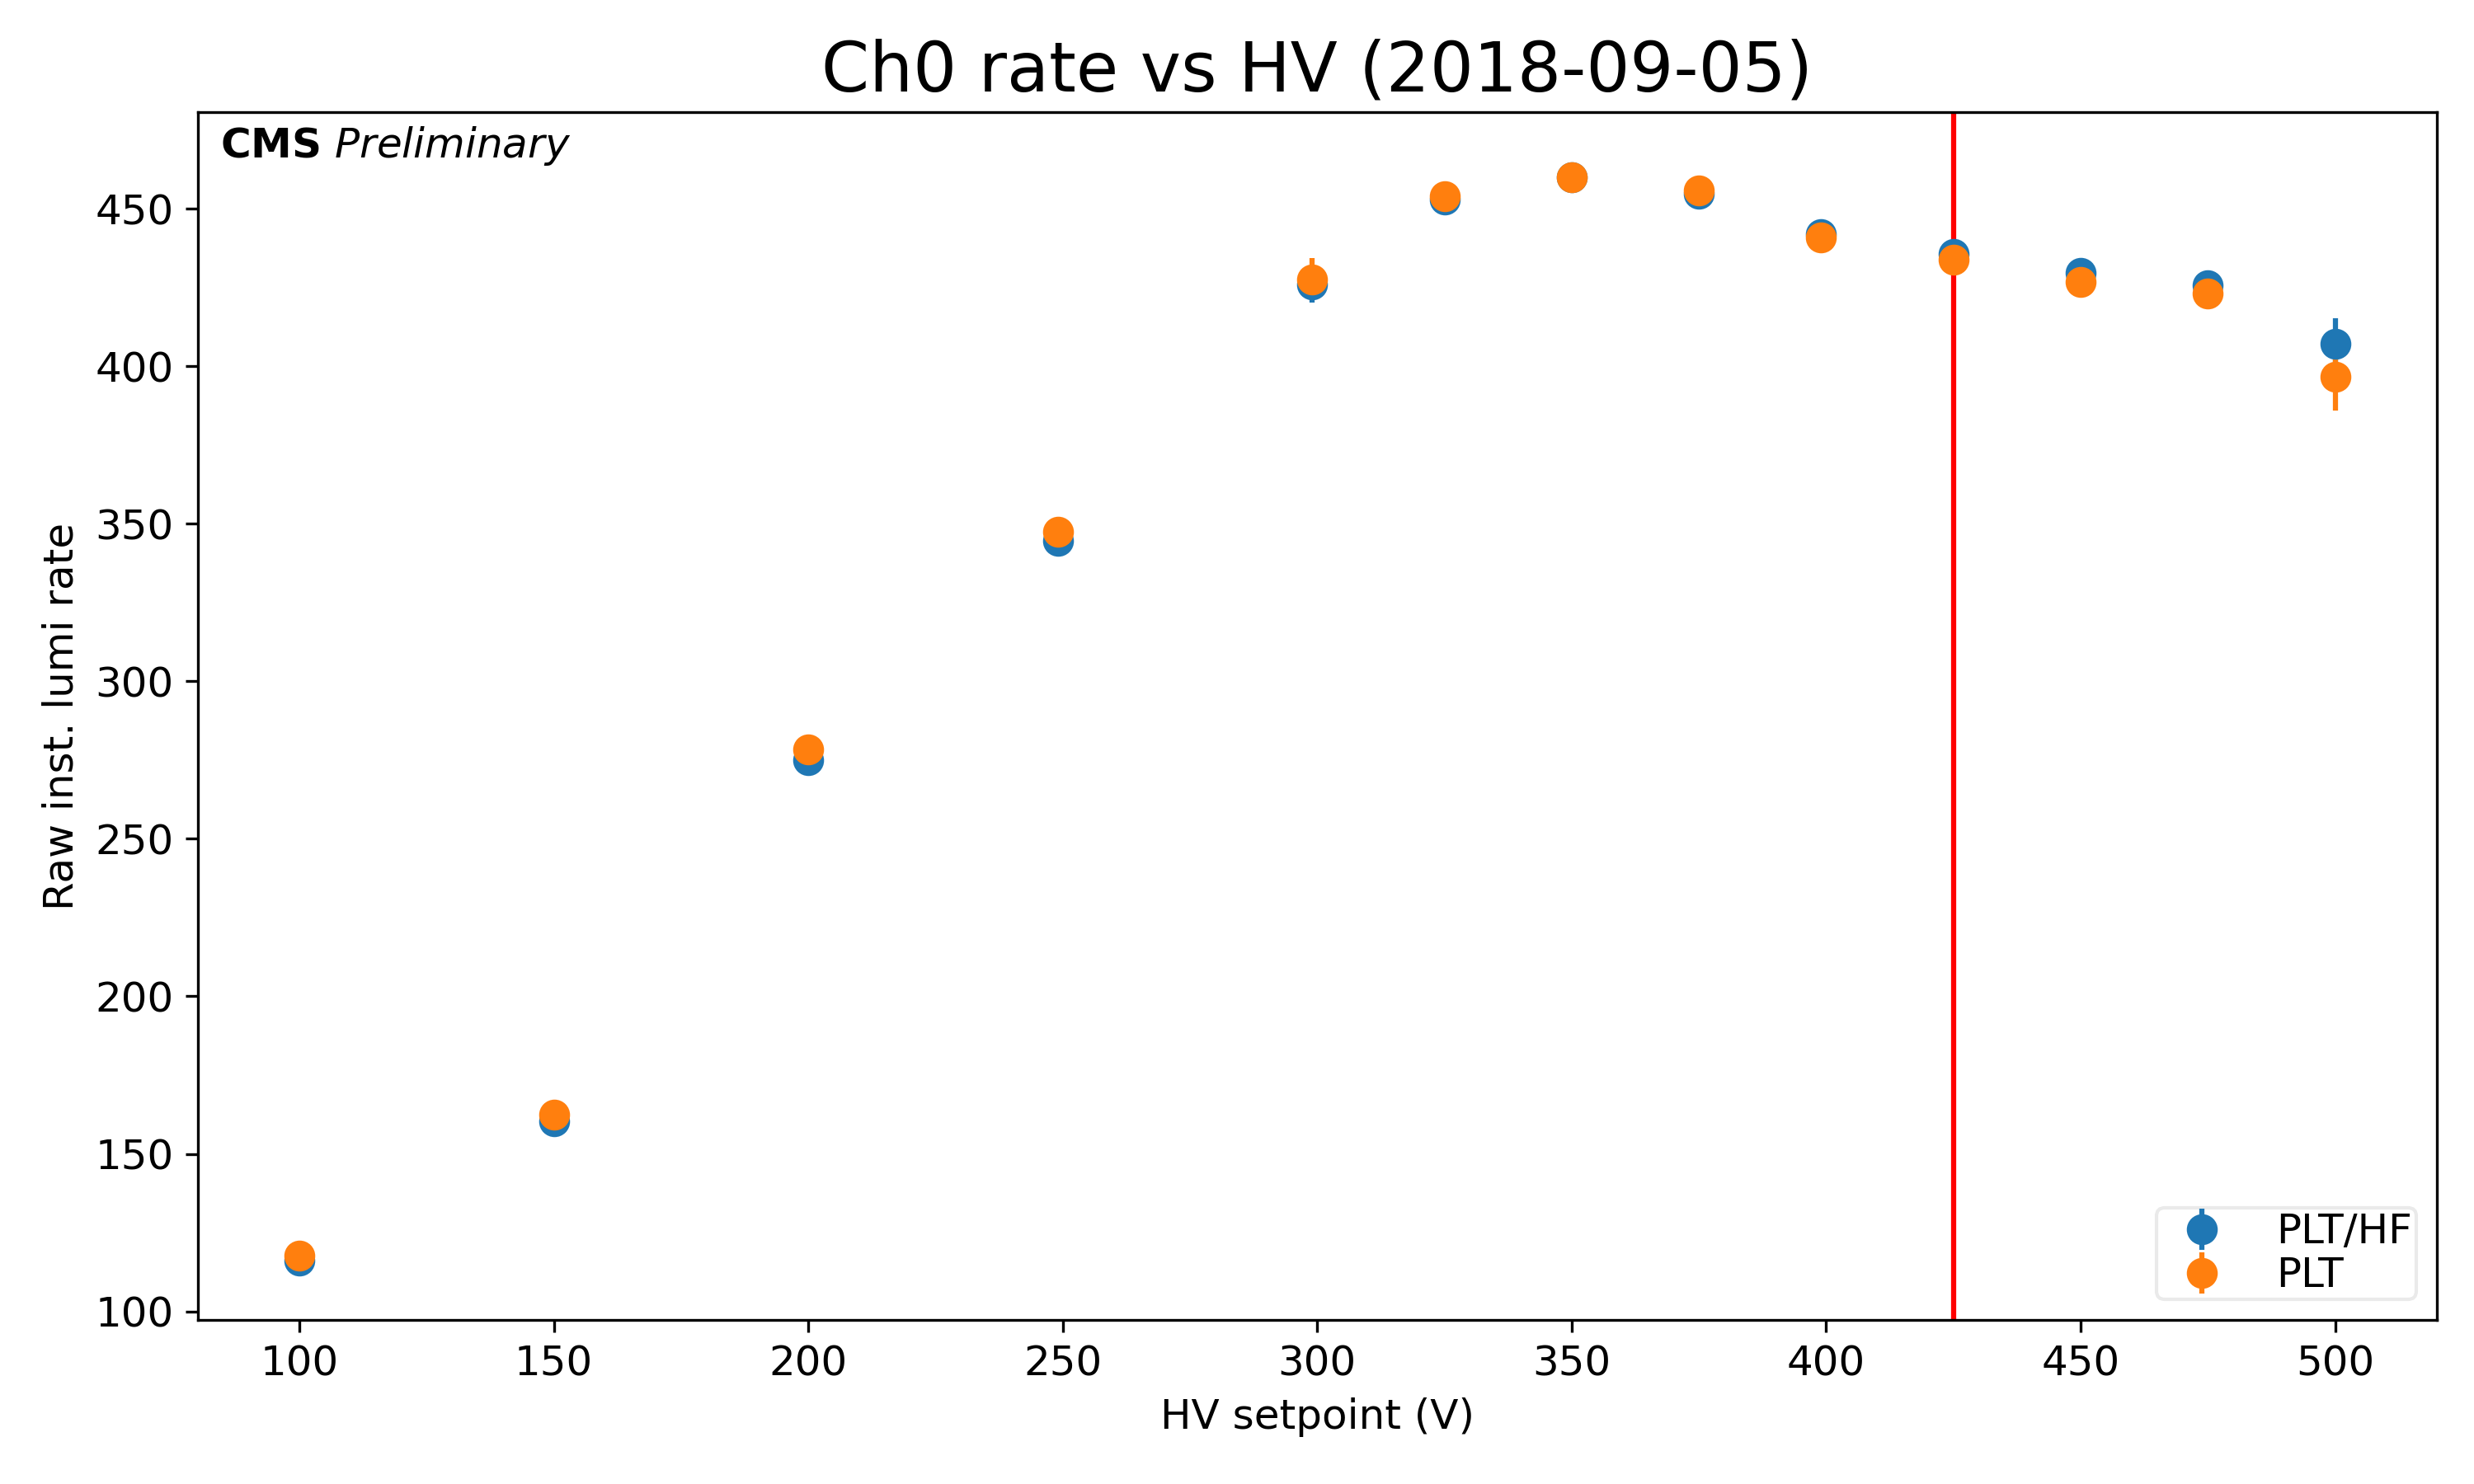 Ch0 rate vs HV (2018-09-05)
CMS Preliminary
Raw inst. lumi rate
450
400
350
300
250
200
150
100
100 150 200 250 300 350 400 450 500
HV setpoint (V)
PLT/HF
PLT